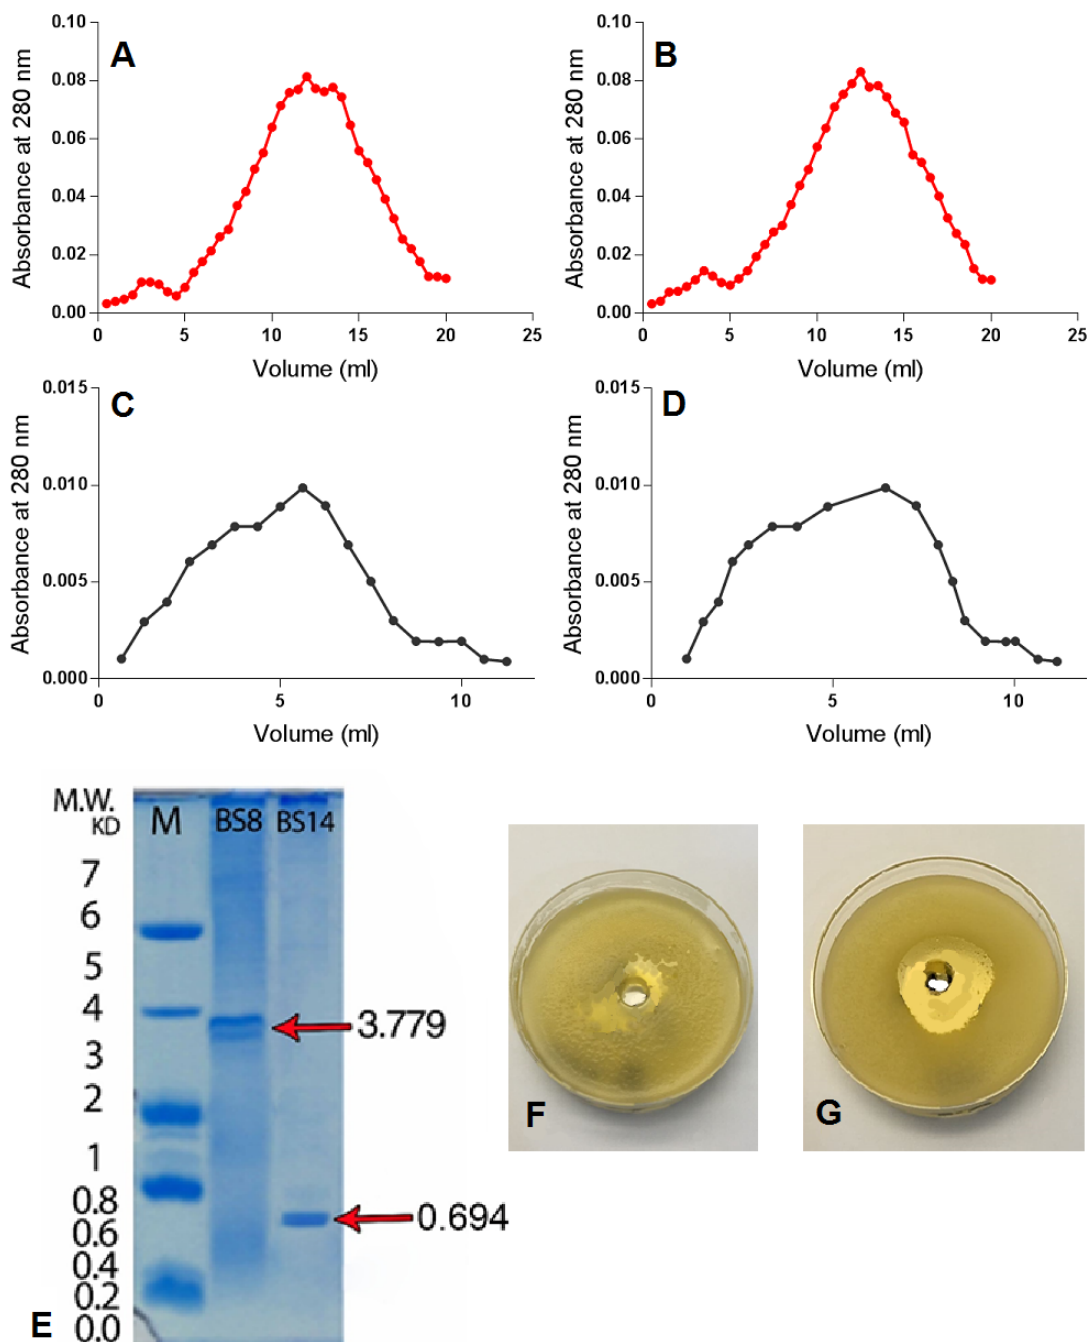 A
Absorbance at 280 nm
0.10
0.08
0.06
0.04
0.02
0.00
0 5 10 15 20 25
Volume (ml)
B
Absorbance at 280 nm
0.10
0.08
0.06
0.04
0.02
0.00
0 5 10 15 20 25
Volume (ml)
C
Absorbance at 280 nm
0.015
0.010
0.005
0.000
0 5 10
Volume (ml)
D
Absorbance at 280 nm
0.015
0.010
0.005
0.000
0 5 10
Volume (ml)
E
M.W.
KD
M BS8 BS14
7
6
5
4
3
2
1
0.8
0.6
0.4
0.2
0.0
3.779
0.694
F
G